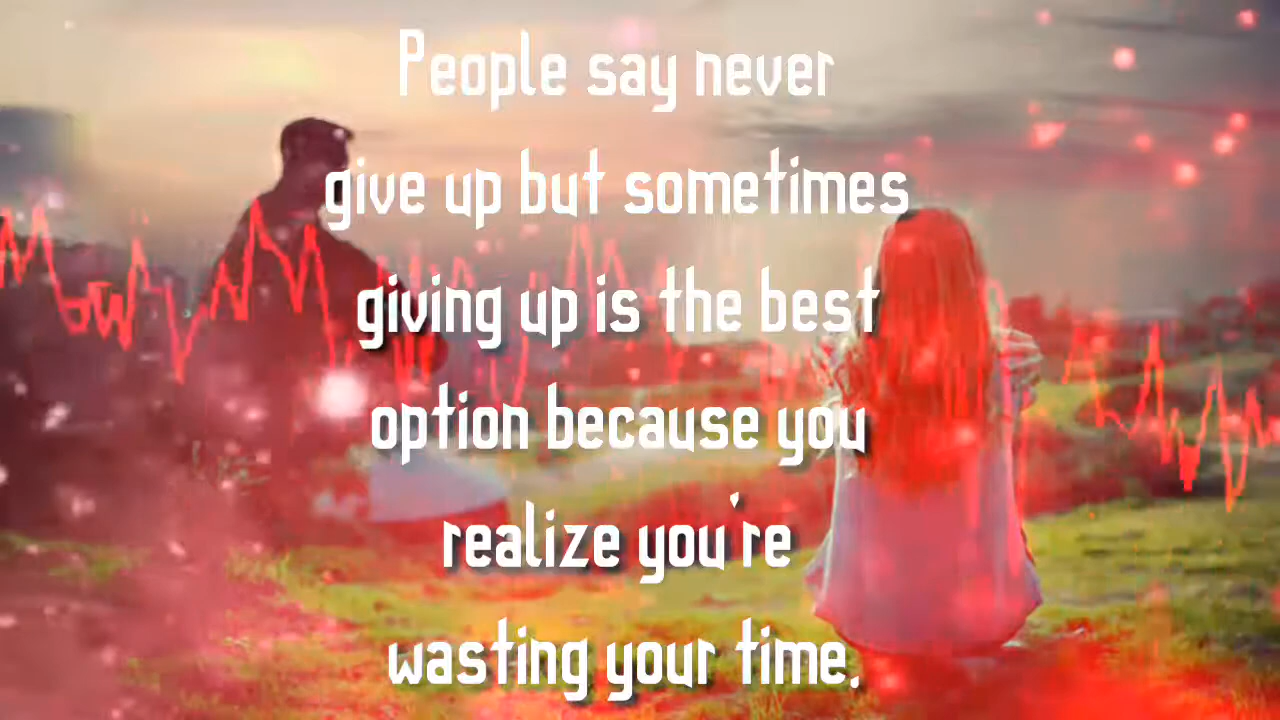 People say never
give up but sometimes
giving up is the best
option because you
realize you're
wasting your time.